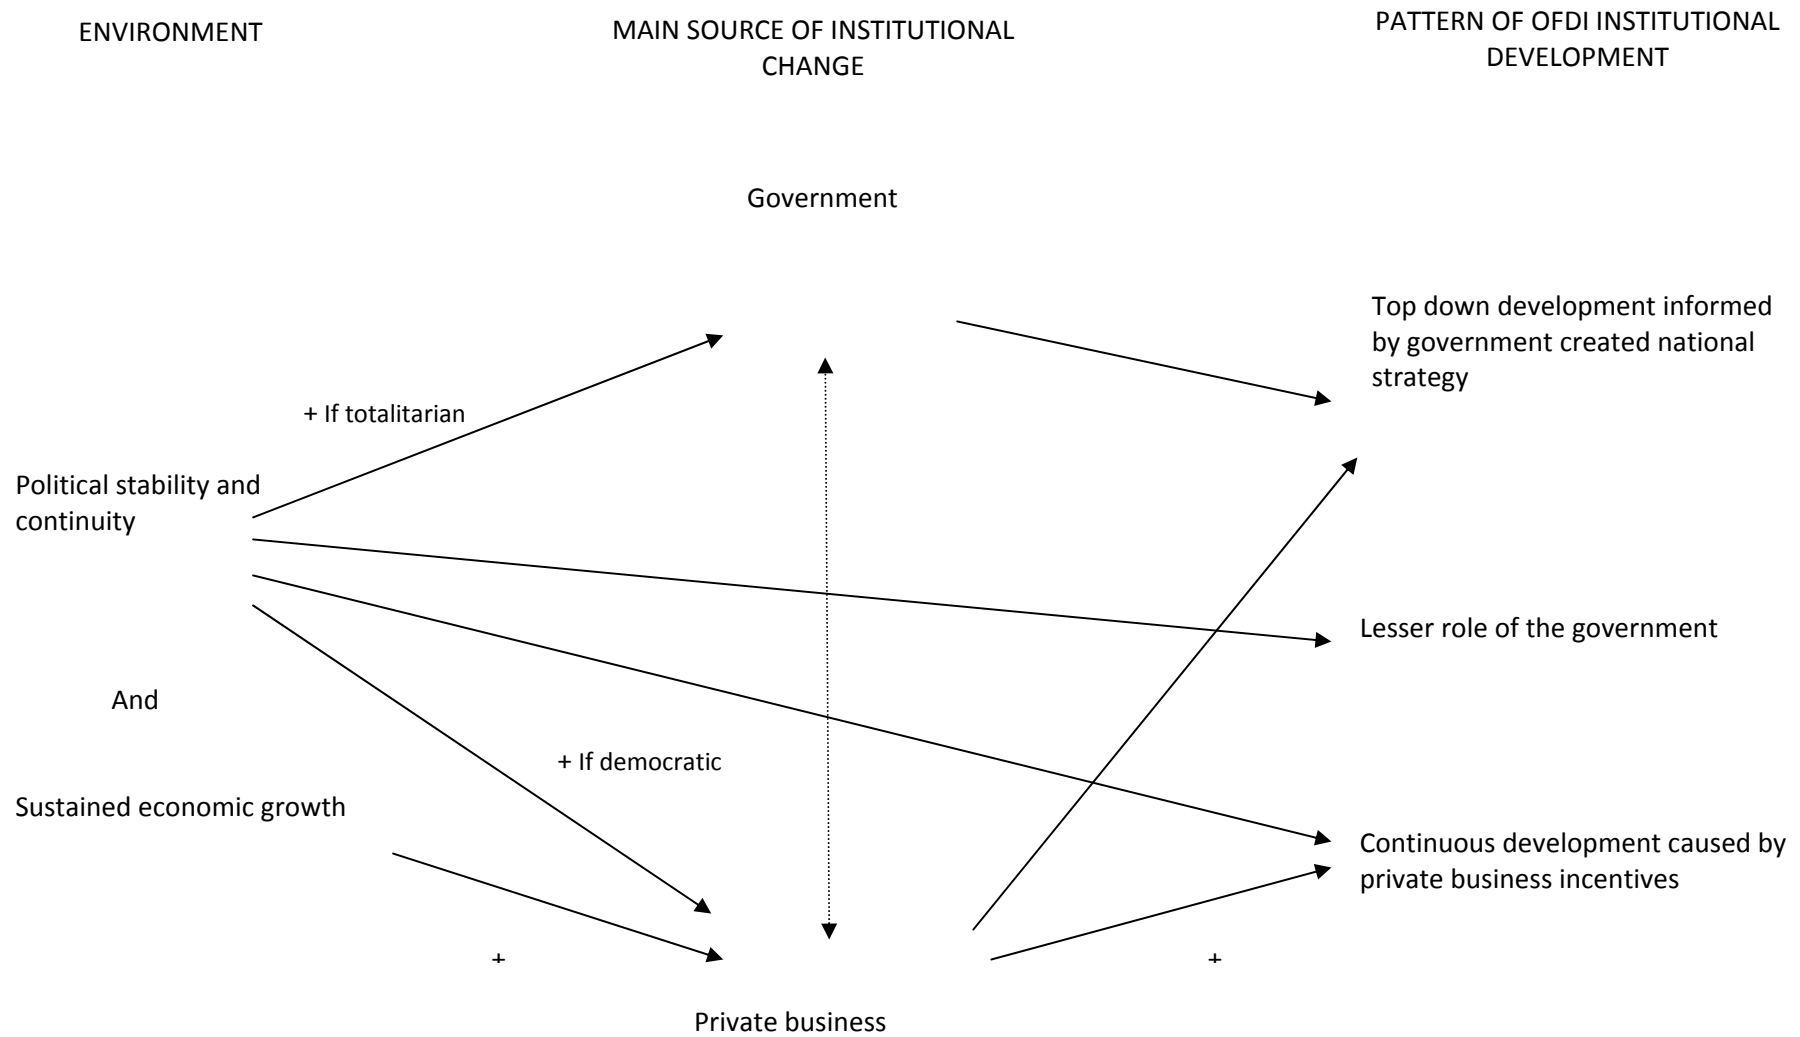 ENVIRONMENT
MAIN SOURCE OF INSTITUTIONAL
CHANGE
PATTERN OF OFDI INSTITUTIONAL
DEVELOPMENT
Government
Top down development informed
by government created national
strategy
+ If totalitarian
Political stability and
continuity
Lesser role of the government
And
+ If democratic
Sustained economic growth
Continuous development caused by
private business incentives
+
+
Private business